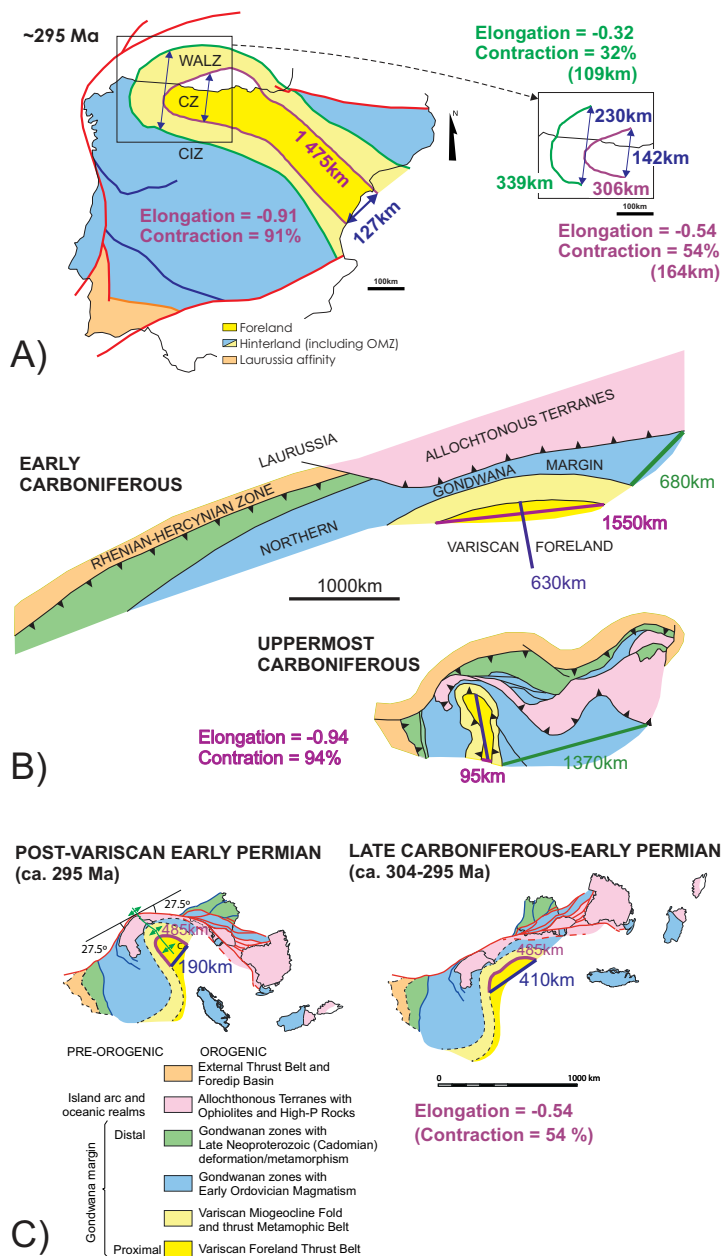 ~295 Ma
WALZ
CZ
CIZ
1 475km
127km
Elongation = -0.91
Contraction = 91%
N
100km
Foreland
Hinterland (including OMZ)
Laurussia affinity
A)
Elongation = -0.32
Contraction = 32%
(109km)
230km
142km
339km
306km
100km
Elongation = -0.54
Contraction = 54%
(164km)
EARLY
CARBONIFEROUS
LAURUSSIA
ALLOCHTONOUS TERRANES
RHENIAN-HERCYNIAN ZONE
NORTHERN GONDWANA MARGIN
680km
1550km
VARISCAN FORELAND
630km
1000km
UPPERMOST
CARBONIFEROUS
Elongation = -0.94
Contration = 94%
95km
1370km
B)
POST-VARISCAN EARLY PERMIAN
(ca. 295 Ma)
27.5º
27.5º
485km
C
190km
LATE CARBONIFEROUS-EARLY PERMIAN
(ca. 304-295 Ma)
485km
410km
0 1000 km
Elongation = -0.54
(Contraction = 54 %)
PRE-OROGENIC OROGENIC
External Thrust Belt and
Foredip Basin
Island arc and
oceanic realms
Allochthonous Terranes with
Ophiolites and High-P Rocks
Gondwana margin
Distal
Gondwanan zones with
Late Neoproterozoic (Cadomian)
deformation/metamorphism
Gondwanan zones with
Early Ordovician Magmatism
Variscan Miogeocline Fold
and thrust Metamophic Belt
Proximal
Variscan Foreland Thrust Belt
C)